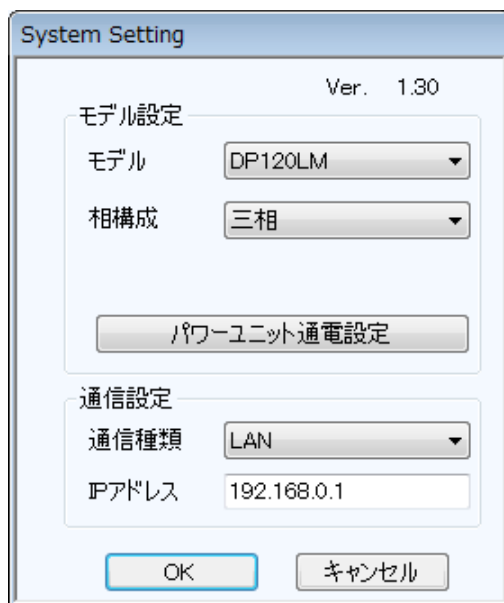 System Setting
Ver. 1.30
モデル設定
モデル DP120LM
相構成 三相
パワーユニット通電設定
通信設定
通信種類 LAN
IPアドレス 192.168.0.1
OK キャンセル